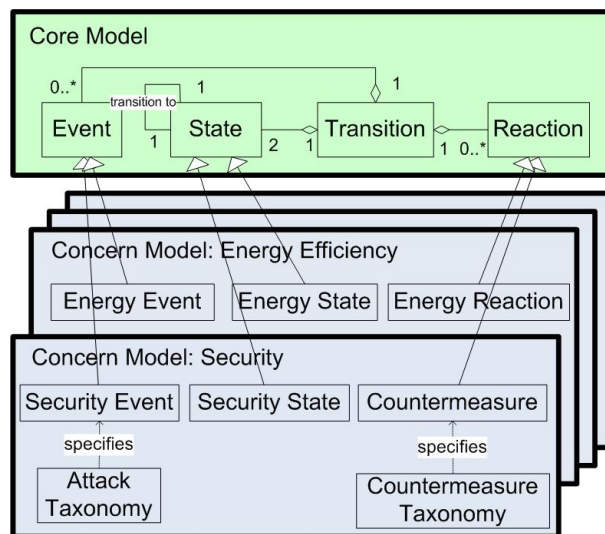 Core Model
0..*
transition to
1
1
Event
State
Transition
Reaction
1
2
1
1
0..*
Concern Model: Energy Efficiency
Energy Event
Energy State
Energy Reaction
Concern Model: Security
Security Event
Security State
Countermeasure
specifies
specifies
Attack
Taxonomy
Countermeasure
Taxonomy